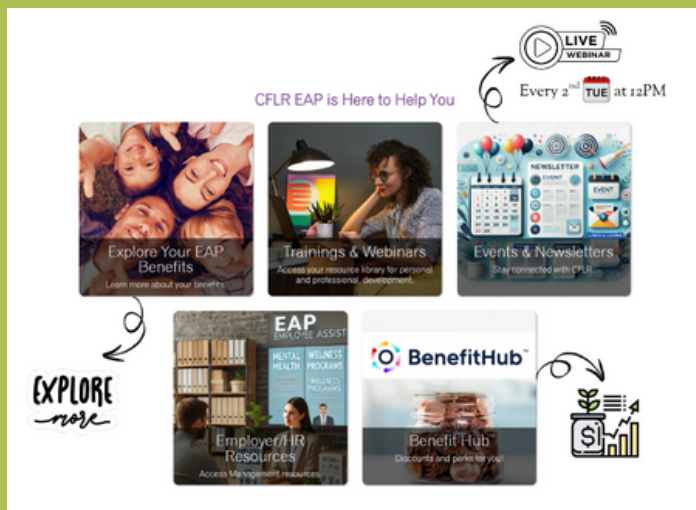 LIVE
WEBINAR
Every 2nd TUE at 12PM
CFLR EAP is Here to Help You
NEWSLETTER
EVENT
EVENT
Explore Your EAP
Benefits
Learn more about your benefits
Trainings & Webinars
Access your resource library for personal
and professional development.
Events & Newsletters
Stay connected with CFLR
EAP
EMPLOYEE ASSIST
MENTAL
HEALTH
WELLNESS
PROGRAMS
Employer/HR
Resources
Access Management resources.
BenefitHub™
Benefit Hub
Discounts and perks for you!
EXPLORE
more
$